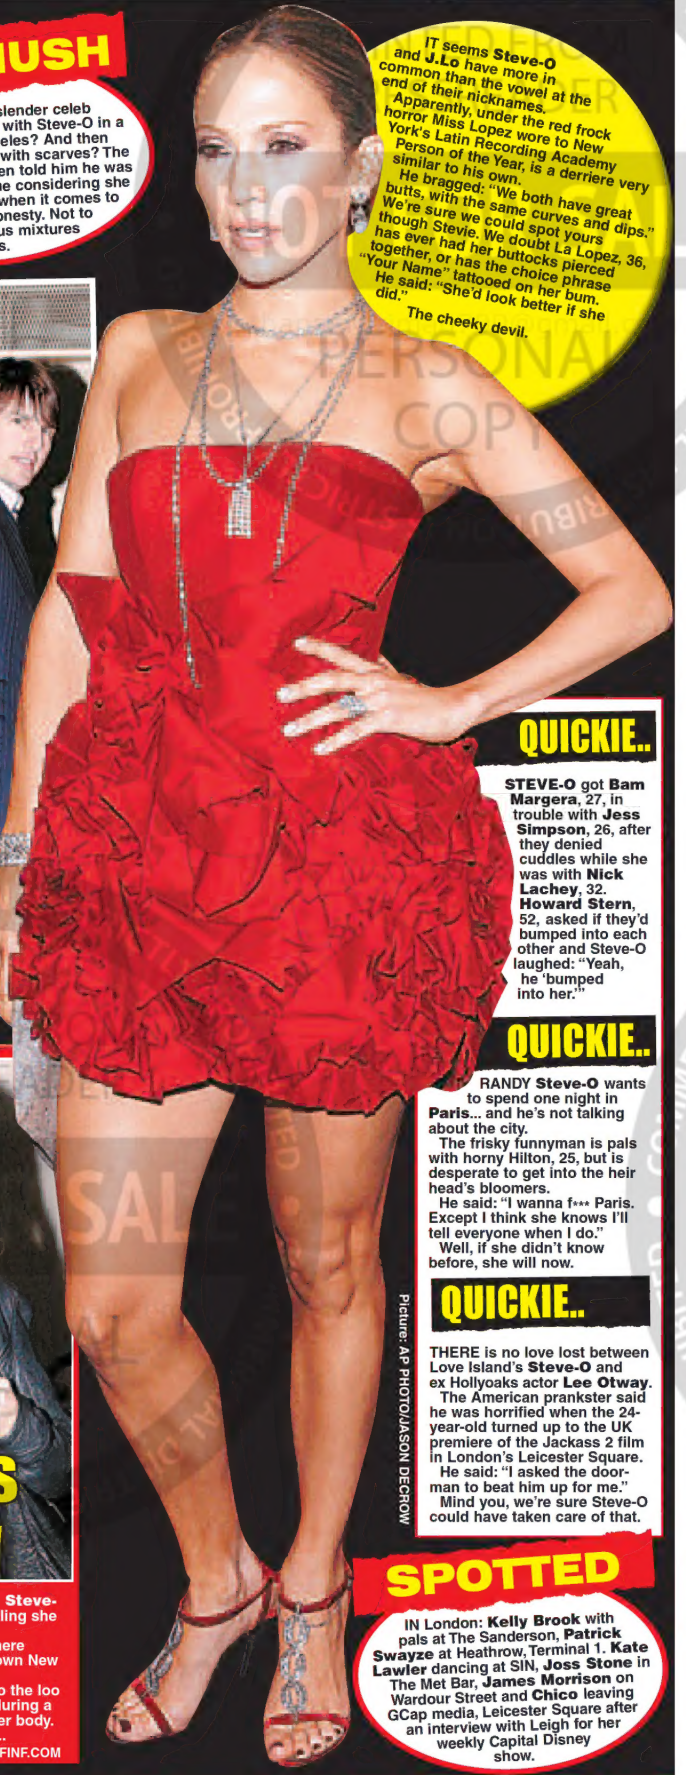 HUSH
slender celeb
with Steve-O in a
eles? And then
with scarves? The
en told him he was
e considering she
when it comes to
onesty. Not to
us mixtures
s.
IT seems Steve-O
and J.Lo have more in
common than the vowel at the
end of their nicknames.
Apparently, under the red frock
horror Miss Lopez wore to New
York's Latin Recording Academy
Person of the Year, is a derriere very
similar to his own.
He bragged: "We both have great
butts, with the same curves and dips."
We're sure we could spot yours
though Stevie. We doubt La Lopez, 36,
has ever had her buttocks pierced
together, or has the choice phrase
"Your Name" tattooed on her bum.
He said: "She'd look better if she
did."
The cheeky devil.
PERSONAL
COPY
QUICKIE..
STEVE-O got Bam
Margera, 27, in
trouble with Jess
Simpson, 26, after
they denied
cuddles while she
was with Nick
Lachey, 32.
Howard Stern,
52, asked if they'd
bumped into each
other and Steve-O
laughed: "Yeah,
he 'bumped
into her.'"
QUICKIE..
RANDY Steve-O wants
to spend one night in
Paris... and he's not talking
about the city.
The frisky funnyman is pals
with horny Hilton, 25, but is
desperate to get into the heir
head's bloomers.
He said: "I wanna f*** Paris.
Except I think she knows I'll
tell everyone when I do."
Well, if she didn't know
before, she will now.
QUICKIE..
THERE is no love lost between
Love Island's Steve-O and
ex Hollyoaks actor Lee Otway.
The American prankster said
he was horrified when the 24-
year-old turned up to the UK
premiere of the Jackass 2 film
in London's Leicester Square.
He said: "I asked the door-
man to beat him up for me."
Mind you, we're sure Steve-O
could have taken care of that.
Picture: AP PHOTO/JASON DECROW
SALE
S
Steve-
ling she
ere
own New
o the loo
during a
er body.
..
FINF.COM
SPOTTED
IN London: Kelly Brook with
pals at The Sanderson, Patrick
Swayze at Heathrow, Terminal 1. Kate
Lawler dancing at SIN, Joss Stone in
The Met Bar, James Morrison on
Wardour Street and Chico leaving
GCap media, Leicester Square after
an interview with Leigh for her
weekly Capital Disney
show.